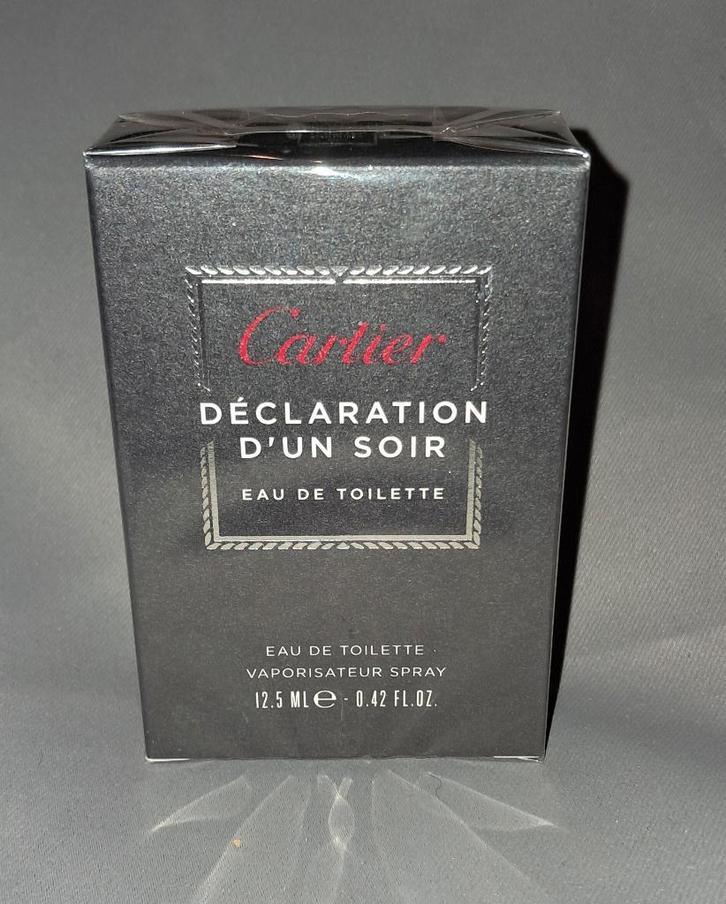 Cartier
DÉCLARATION
D'UN SOIR
EAU DE TOILETTE
EAU DE TOILETTE
VAPORISATEUR SPRAY
12.5 ML ℮ - 0.42 FL.OZ.